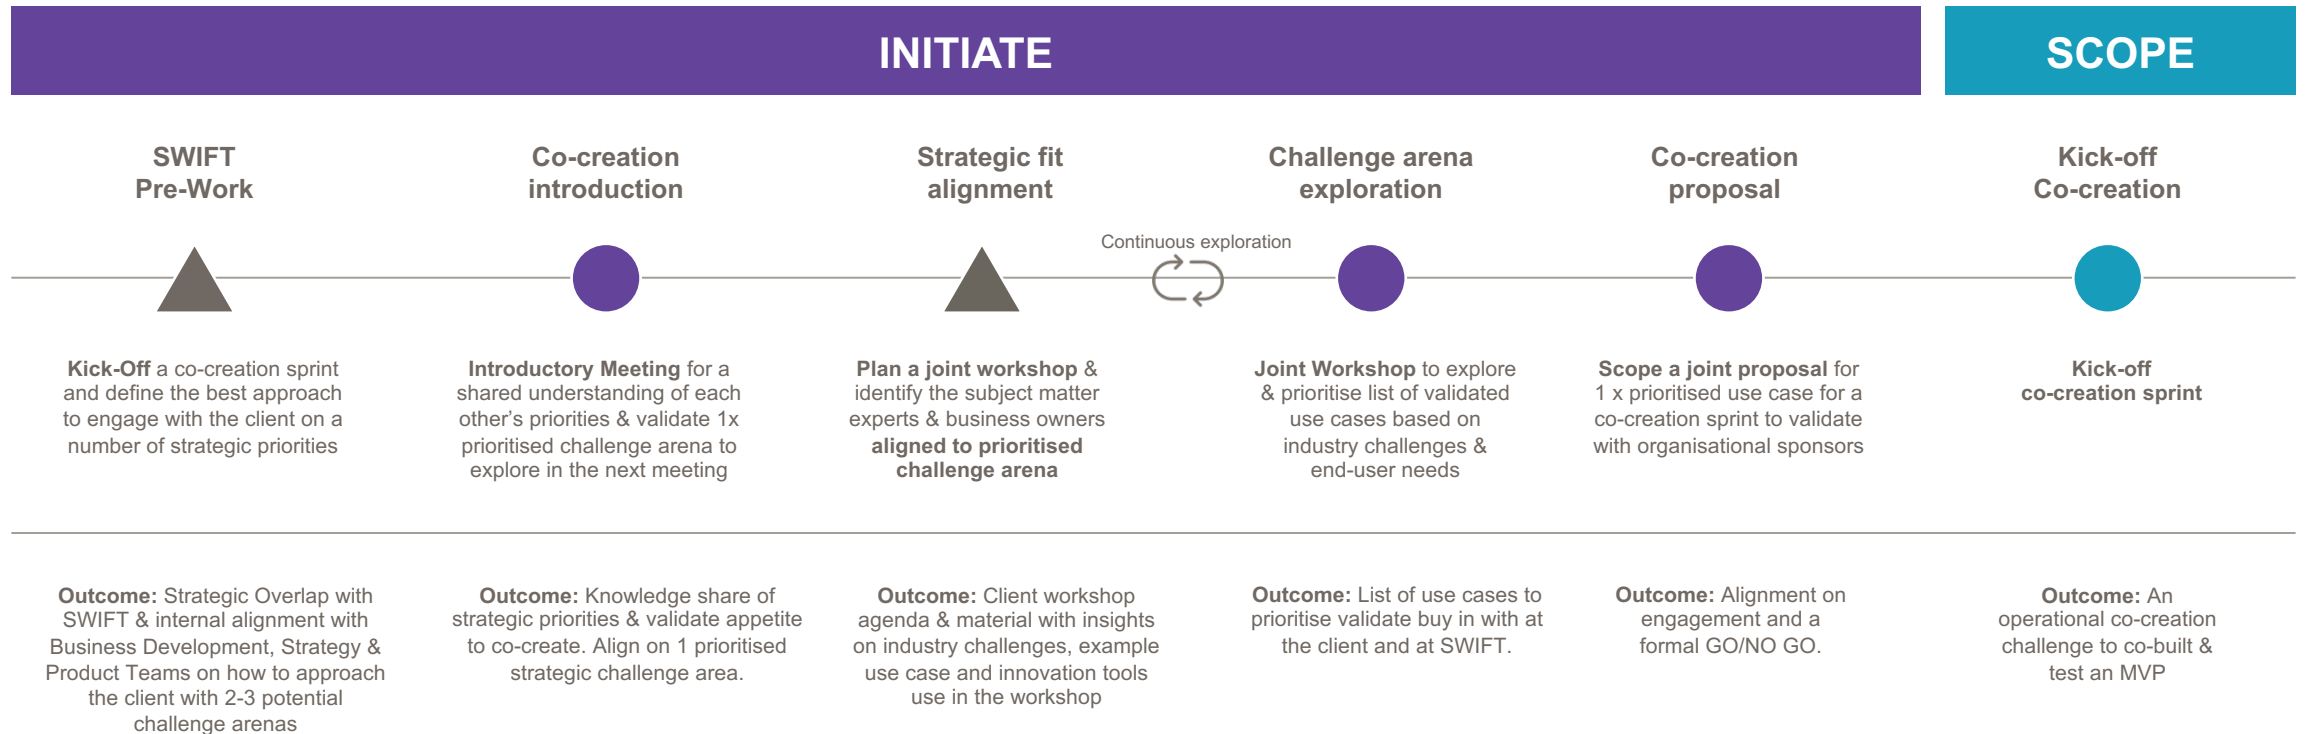 INITIATE
SCOPE
SWIFT
Pre-Work
Co-creation
introduction
Strategic fit
alignment
Challenge arena
exploration
Co-creation
proposal
Kick-off
Co-creation
Continuous exploration
Kick-Off a co-creation sprint
and define the best approach
to engage with the client on a
number of strategic priorities
Introductory Meeting for a
shared understanding of each
other's priorities & validate 1x
prioritised challenge arena to
explore in the next meeting
Plan a joint workshop &
identify the subject matter
experts & business owners
aligned to prioritised
challenge arena
Joint Workshop to explore
& prioritise list of validated
use cases based on
industry challenges &
end-user needs
Scope a joint proposal for
1 x prioritised use case for a
co-creation sprint to validate
with organisational sponsors
Kick-off
co-creation sprint
Outcome: Strategic Overlap with
SWIFT & internal alignment with
Business Development, Strategy &
Product Teams on how to approach
the client with 2-3 potential
challenge arenas
Outcome: Knowledge share of
strategic priorities & validate appetite
to co-create. Align on 1 prioritised
strategic challenge area.
Outcome: Client workshop
agenda & material with insights
on industry challenges, example
use case and innovation tools
use in the workshop
Outcome: List of use cases to
prioritise validate buy in with at
the client and at SWIFT.
Outcome: Alignment on
engagement and a
formal GO/NO GO.
Outcome: An
operational co-creation
challenge to co-built &
test an MVP